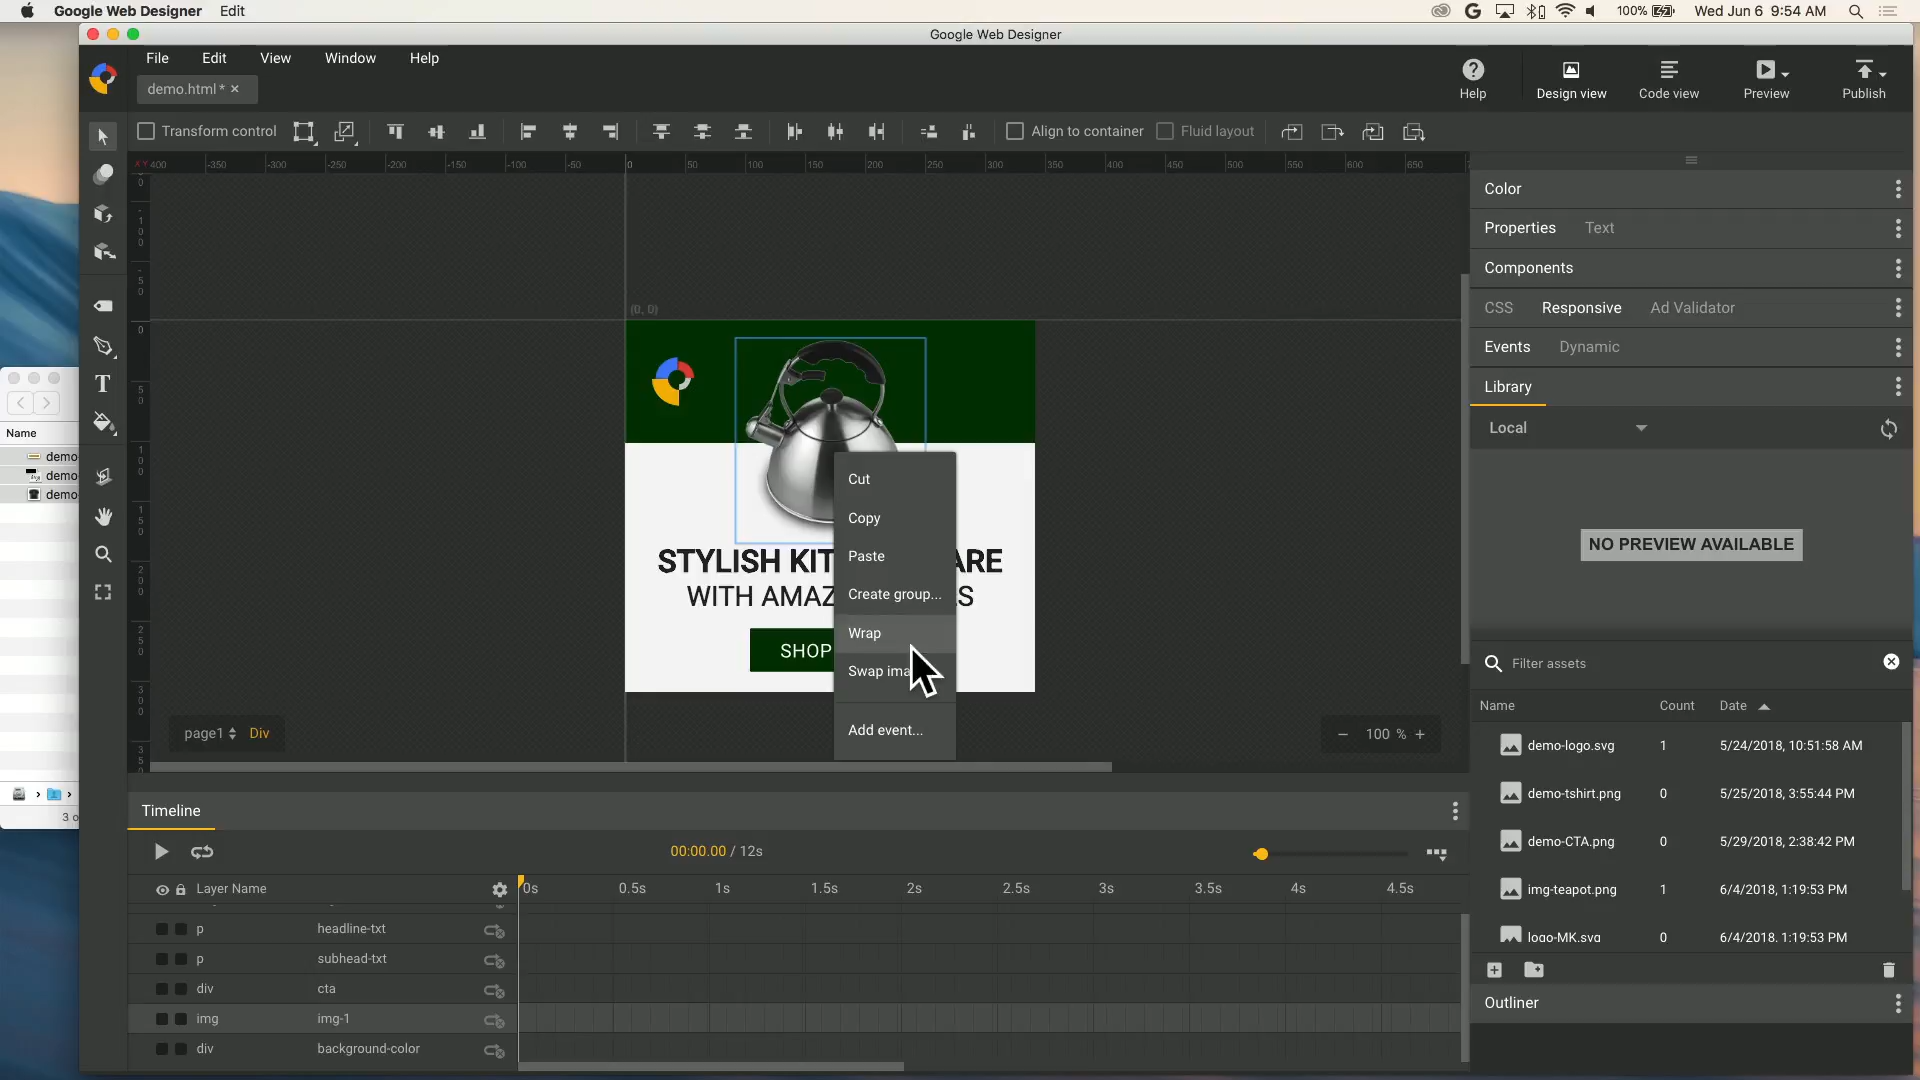 Google Web Designer Edit
100% Wed Jun 6 9:54 AM
Google Web Designer
File Edit View Window Help
demo.html* ×
Help Design view Code view Preview Publish
Transform control Align to container Fluid layout
XY 400 -350 -300 -250 -200 -150 -100 -50 0 50 100 150 200 250 300 350 400 450 500 550 600 650
(0, 0)
Color
Properties Text
Components
CSS Responsive Ad Validator
Events Dynamic
Library
Local
NO PREVIEW AVAILABLE
Name
demo
demo
demo
3 o
Cut
Copy
Paste
Create group...
Wrap
Swap ima
Add event...
STYLISH KIT ARE
WITH AMAZ S
SHOP
page1 Div
− 100 % +
Filter assets
Name Count Date
demo-logo.svg 1 5/24/2018, 10:51:58 AM
demo-tshirt.png 0 5/25/2018, 3:55:44 PM
demo-CTA.png 0 5/29/2018, 2:38:42 PM
img-teapot.png 1 6/4/2018, 1:19:53 PM
logo-MK.svg 0 6/4/2018, 1:19:53 PM
Outliner
Timeline
00:00.00 / 12s
Layer Name 0s 0.5s 1s 1.5s 2s 2.5s 3s 3.5s 4s 4.5s
p headline-txt
p subhead-txt
div cta
img img-1
div background-color